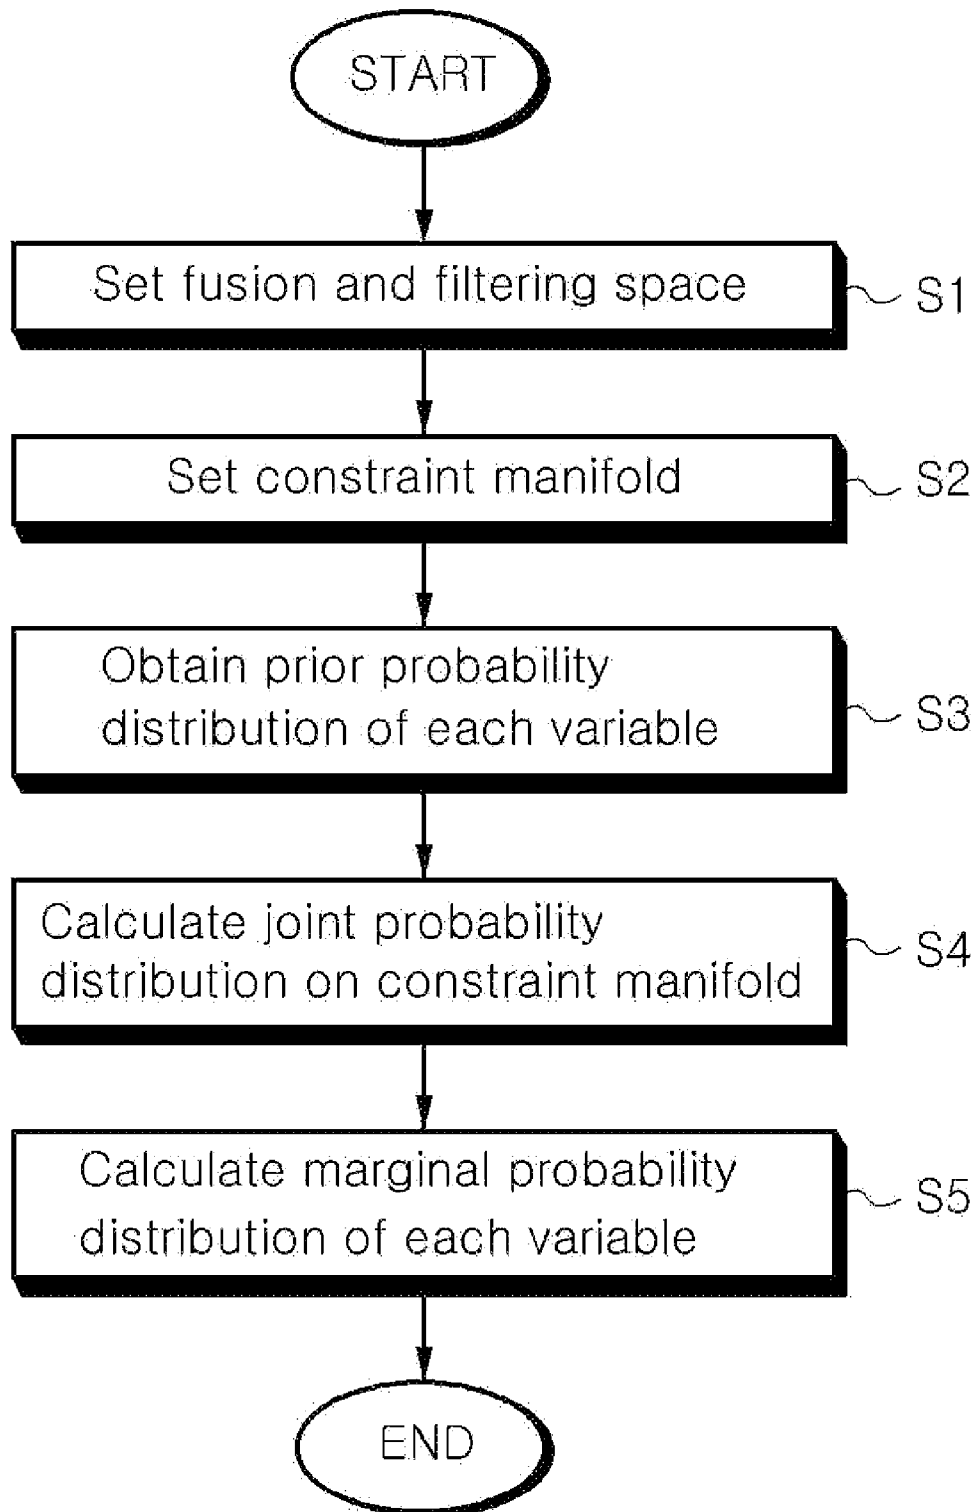 START
Set fusion and filtering space
S1
Set constraint manifold
S2
Obtain prior probability
distribution of each variable
S3
Calculate joint probability
distribution on constraint manifold
S4
Calculate marginal probability
distribution of each variable
S5
END